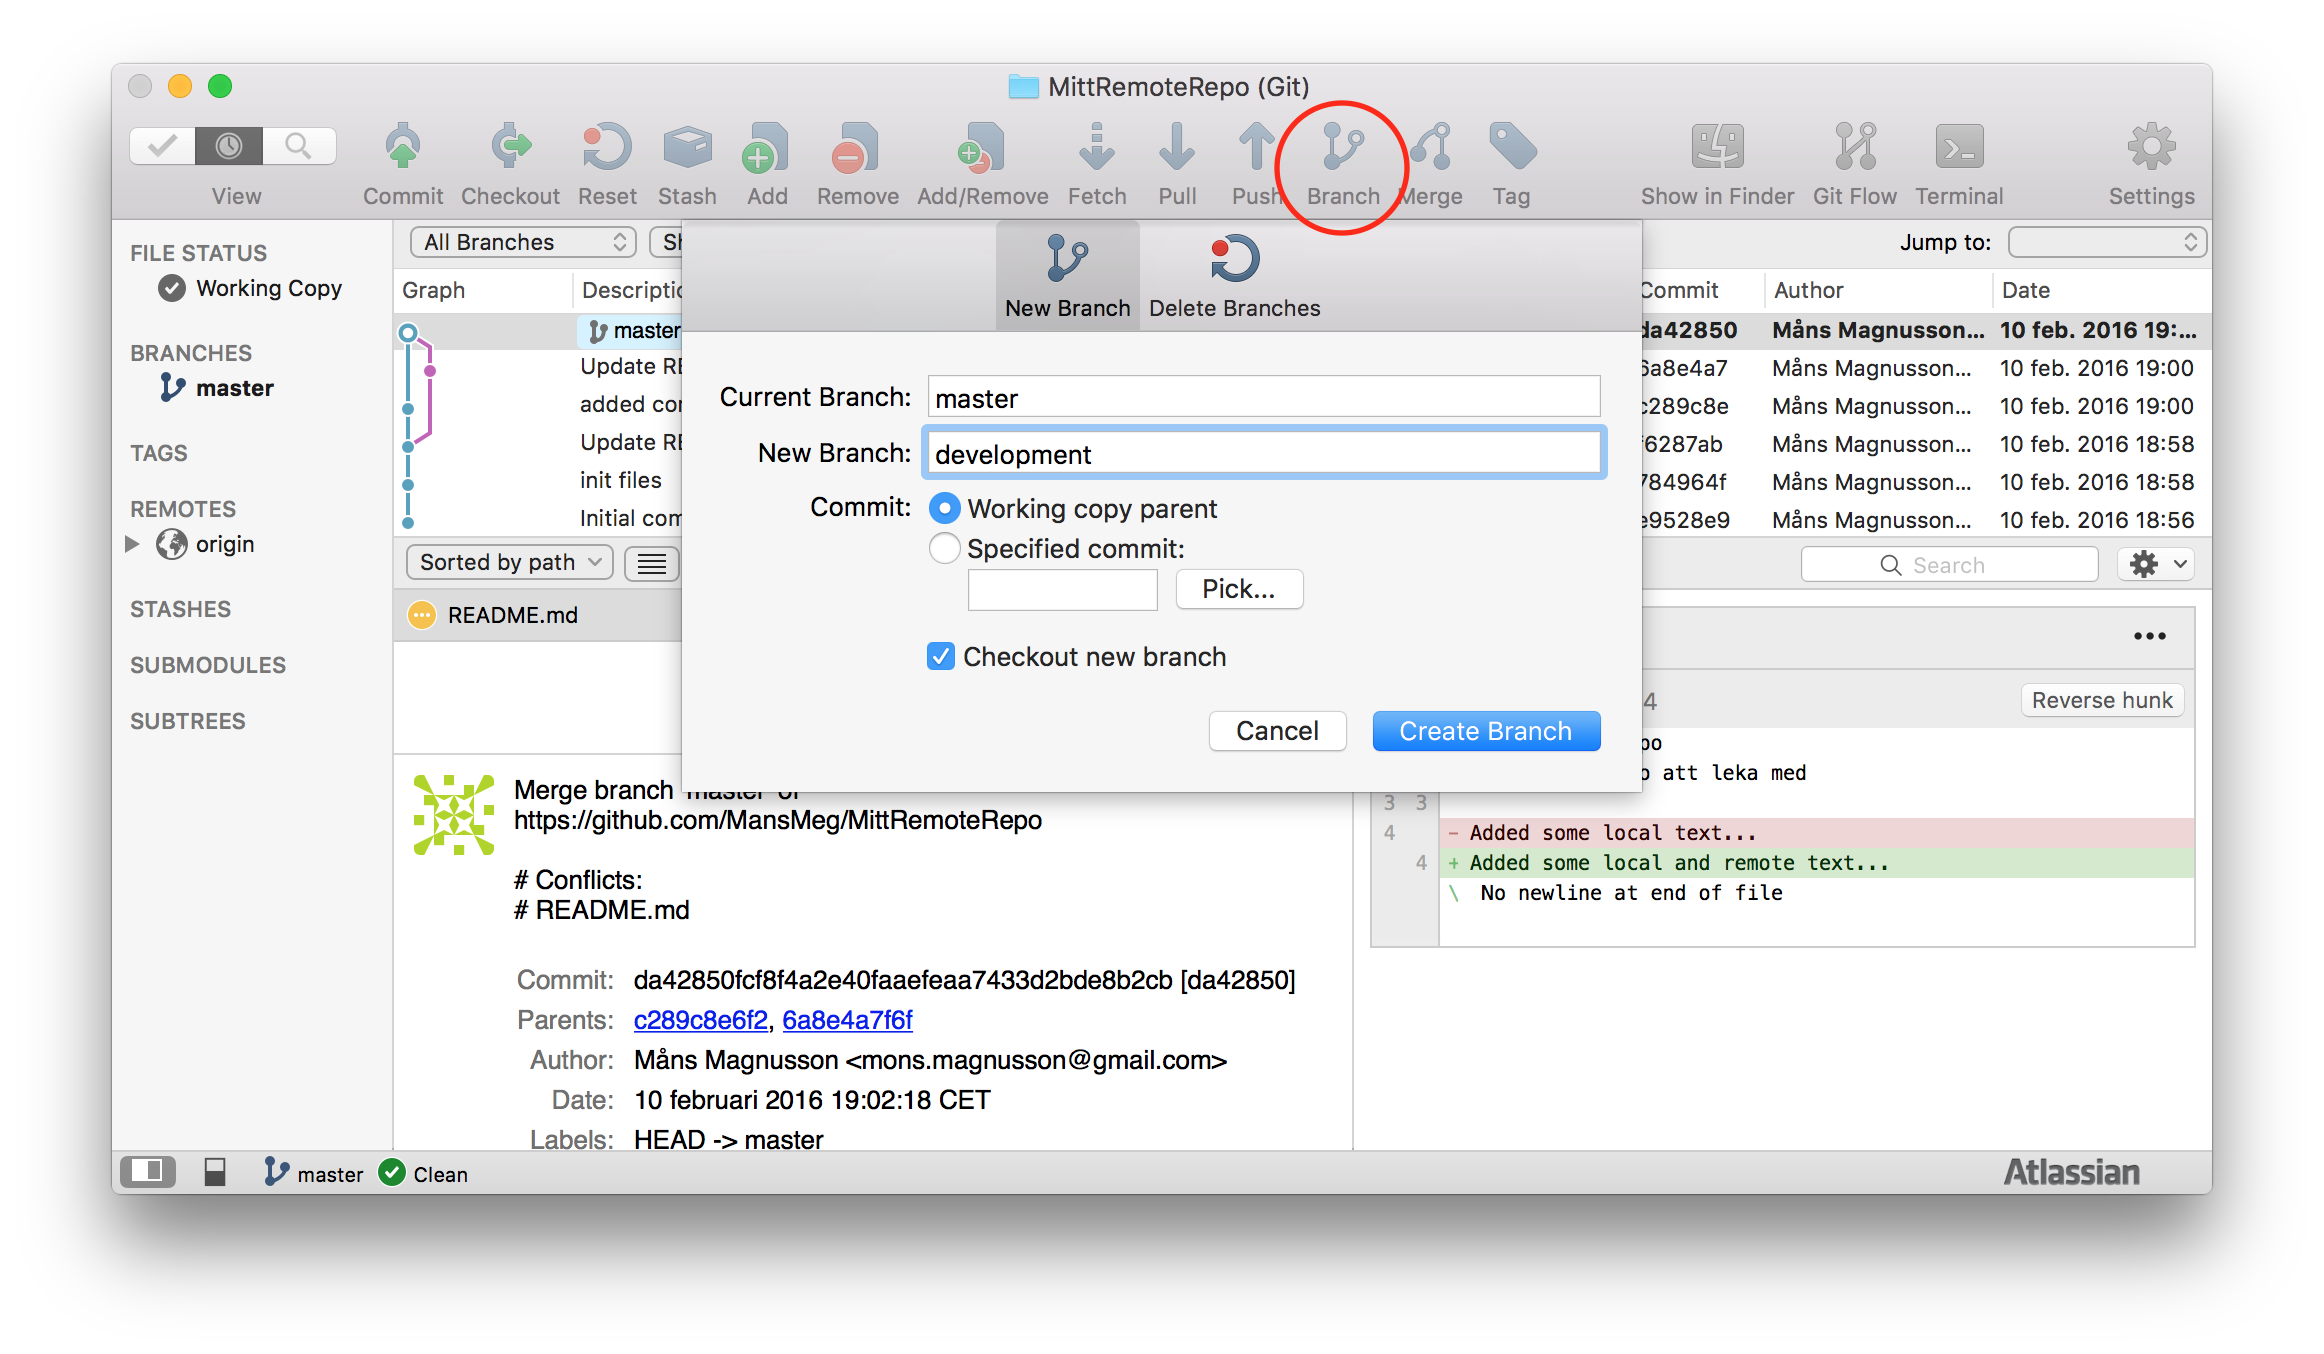 MittRemoteRepo (Git)
View Commit Checkout Reset Stash Add Remove Add/Remove Fetch Pull Push Branch Merge Tag Show in Finder Git Flow Terminal Settings
FILE STATUS
Working Copy
BRANCHES
master
TAGS
REMOTES
origin
STASHES
SUBMODULES
SUBTREES
All Branches
Jump to:
Graph Commit Author Date
master da42850 Måns Magnusson... 10 feb. 2016 19:...
Update 6a8e4a7 Måns Magnusson... 10 feb. 2016 19:00
added c289c8e Måns Magnusson... 10 feb. 2016 19:00
Update f6287ab Måns Magnusson... 10 feb. 2016 18:58
init files 784964f Måns Magnusson... 10 feb. 2016 18:58
Initial e9528e9 Måns Magnusson... 10 feb. 2016 18:56
New Branch Delete Branches
Current Branch: master
New Branch: development
Commit: Working copy parent
Specified commit:
Pick...
Checkout new branch
Cancel Create Branch
Sorted by path
Search
README.md
4 Reverse hunk
att leka med
3 3
4 - Added some local text...
4 + Added some local and remote text...
\ No newline at end of file
Merge branch 'master' of
https://github.com/MansMeg/MittRemoteRepo
# Conflicts:
# README.md
Commit: da42850fcf8f4a2e40faaefeaa7433d2bde8b2cb [da42850]
Parents: c289c8e6f2, 6a8e4a7f6f
Author: Måns Magnusson <mons.magnusson@gmail.com>
Date: 10 februari 2016 19:02:18 CET
Labels: HEAD -> master
master Clean
Atlassian